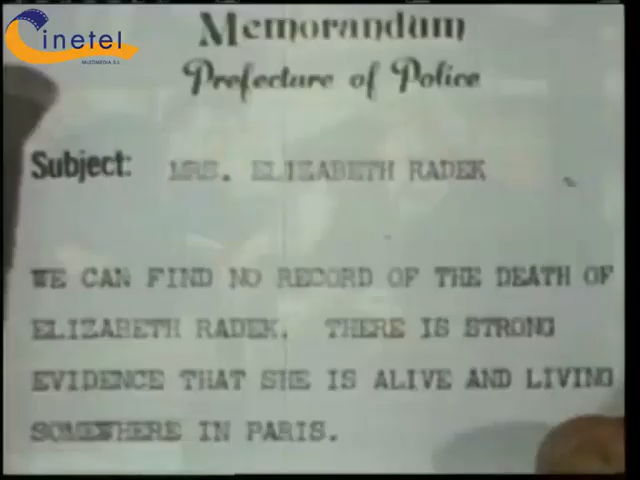 Cinetel
MULTIMEDIA S.L.
Memorandum
Prefecture of Police
Subject: MRS. ELIZABETH RADEK
WE CAN FIND NO RECORD OF THE DEATH OF
ELIZABETH RADEK. THERE IS STRONG
EVIDENCE THAT SHE IS ALIVE AND LIVING
SOMEWHERE IN PARIS.